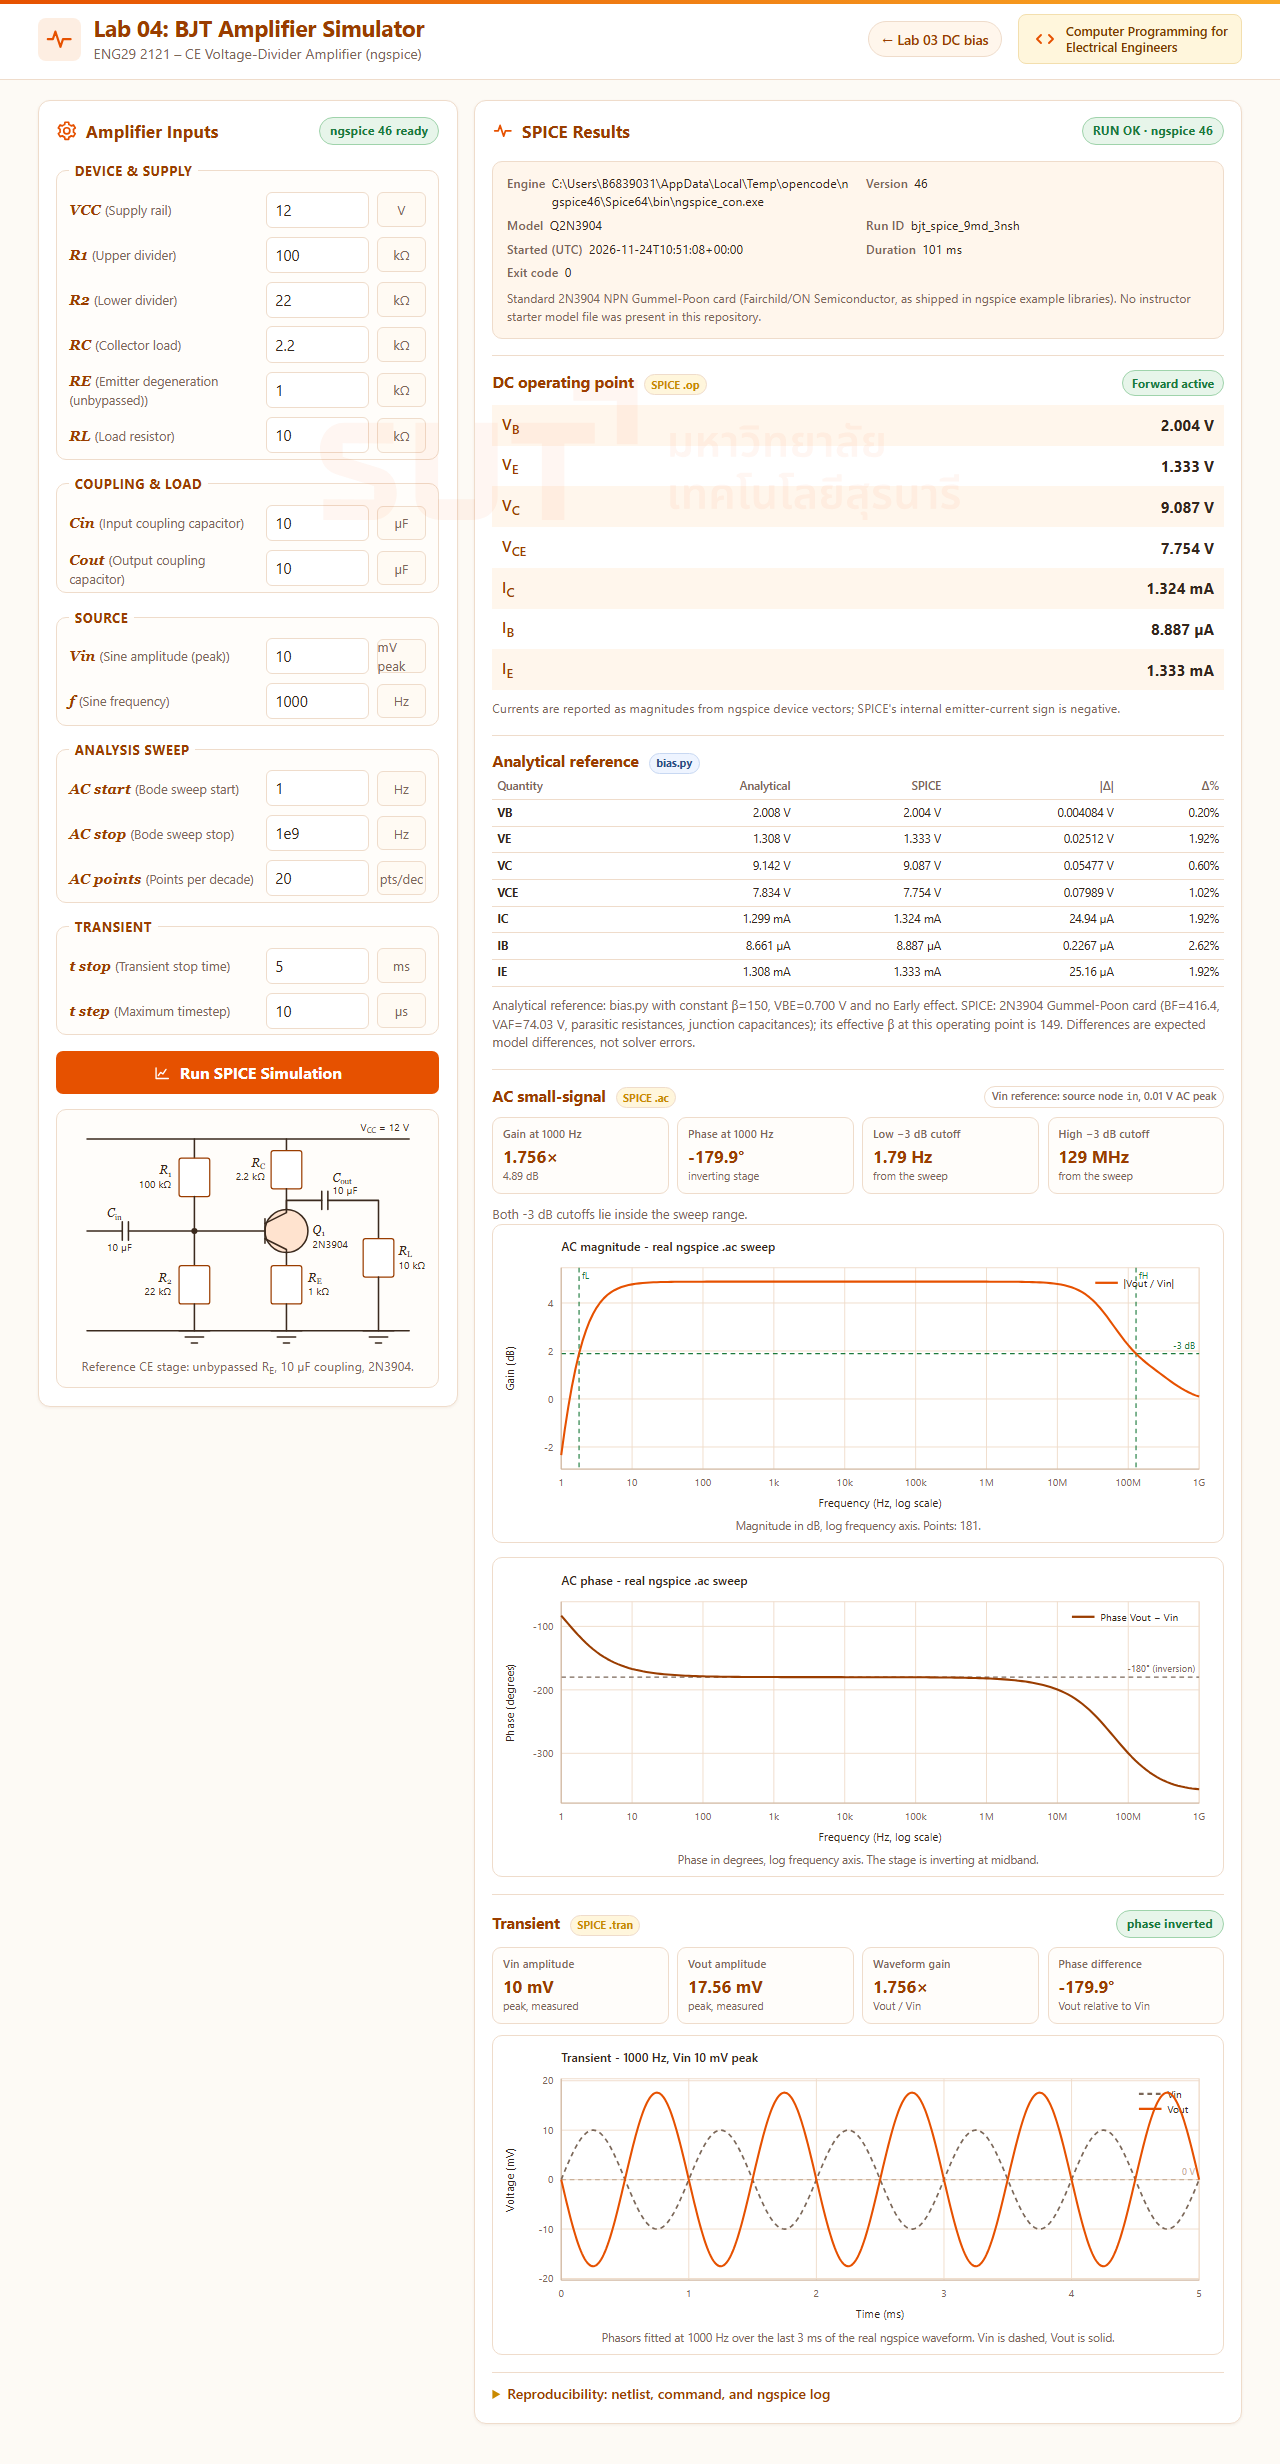 Lab 04: BJT Amplifier Simulator
ENG29 2121 – CE Voltage-Divider Amplifier (ngspice)
← Lab 03 DC bias
Computer Programming for
Electrical Engineers
Amplifier Inputs
ngspice 46 ready
DEVICE & SUPPLY
VCC (Supply rail) 12 V
R1 (Upper divider) 100 kΩ
R2 (Lower divider) 22 kΩ
RC (Collector load) 2.2 kΩ
RE (Emitter degeneration
(unbypassed)) 1 kΩ
RL (Load resistor) 10 kΩ
COUPLING & LOAD
Cin (Input coupling capacitor) 10 µF
Cout (Output coupling
capacitor) 10 µF
SOURCE
Vin (Sine amplitude (peak)) 10 mV
peak
f (Sine frequency) 1000 Hz
ANALYSIS SWEEP
AC start (Bode sweep start) 1 Hz
AC stop (Bode sweep stop) 1e9 Hz
AC points (Points per decade) 20 pts/dec
TRANSIENT
t stop (Transient stop time) 5 ms
t step (Maximum timestep) 10 µs
Run SPICE Simulation
VCC = 12 V
R1
100 kΩ
RC
2.2 kΩ
Cout
10 µF
Cin
10 µF
Q1
2N3904
RL
10 kΩ
R2
22 kΩ
RE
1 kΩ
Reference CE stage: unbypassed RE, 10 µF coupling, 2N3904.
SPICE Results
RUN OK · ngspice 46
Engine C:\Users\B6839031\AppData\Local\Temp\opencode\n
gspice46\Spice64\bin\ngspice_con.exe
Version 46
Model Q2N3904
Run ID bjt_spice_9md_3nsh
Started (UTC) 2026-11-24T10:51:08+00:00
Duration 101 ms
Exit code 0
Standard 2N3904 NPN Gummel-Poon card (Fairchild/ON Semiconductor, as shipped in ngspice example libraries). No instructor
starter model file was present in this repository.
DC operating point SPICE .op
Forward active
SUT
มหาวิทยาลัย
เทคโนโลยีสุรนารี
VB 2.004 V
VE 1.333 V
VC 9.087 V
VCE 7.754 V
IC 1.324 mA
IB 8.887 µA
IE 1.333 mA
Currents are reported as magnitudes from ngspice device vectors; SPICE's internal emitter-current sign is negative.
Analytical reference bias.py
Quantity Analytical SPICE |Δ| Δ%
VB 2.008 V 2.004 V 0.004084 V 0.20%
VE 1.308 V 1.333 V 0.02512 V 1.92%
VC 9.142 V 9.087 V 0.05477 V 0.60%
VCE 7.834 V 7.754 V 0.07989 V 1.02%
IC 1.299 mA 1.324 mA 24.94 µA 1.92%
IB 8.661 µA 8.887 µA 0.2267 µA 2.62%
IE 1.308 mA 1.333 mA 25.16 µA 1.92%
Analytical reference: bias.py with constant β=150, VBE=0.700 V and no Early effect. SPICE: 2N3904 Gummel-Poon card (BF=416.4,
VAF=74.03 V, parasitic resistances, junction capacitances); its effective β at this operating point is 149. Differences are expected
model differences, not solver errors.
AC small-signal SPICE .ac
Vin reference: source node in, 0.01 V AC peak
Gain at 1000 Hz
1.756×
4.89 dB
Phase at 1000 Hz
-179.9°
inverting stage
Low −3 dB cutoff
1.79 Hz
from the sweep
High −3 dB cutoff
129 MHz
from the sweep
Both -3 dB cutoffs lie inside the sweep range.
AC magnitude - real ngspice .ac sweep
fL
fH
|Vout / Vin|
-3 dB
Gain (dB)
4
2
0
-2
1 10 100 1k 10k 100k 1M 10M 100M 1G
Frequency (Hz, log scale)
Magnitude in dB, log frequency axis. Points: 181.
AC phase - real ngspice .ac sweep
Phase Vout − Vin
-180° (inversion)
Phase (degrees)
-100
-200
-300
1 10 100 1k 10k 100k 1M 10M 100M 1G
Frequency (Hz, log scale)
Phase in degrees, log frequency axis. The stage is inverting at midband.
Transient SPICE .tran
phase inverted
Vin amplitude
10 mV
peak, measured
Vout amplitude
17.56 mV
peak, measured
Waveform gain
1.756×
Vout / Vin
Phase difference
-179.9°
Vout relative to Vin
Transient - 1000 Hz, Vin 10 mV peak
Vin
Vout
0 V
Voltage (mV)
20
10
0
-10
-20
0 1 2 3 4 5
Time (ms)
Phasors fitted at 1000 Hz over the last 3 ms of the real ngspice waveform. Vin is dashed, Vout is solid.
Reproducibility: netlist, command, and ngspice log